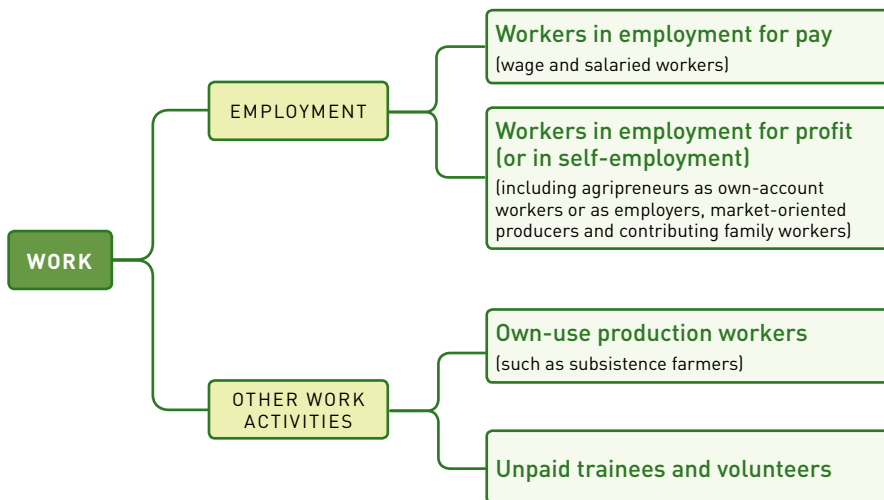 Workers in employment for pay
(wage and salaried workers)
EMPLOYMENT
Workers in employment for profit
(or in self-employment)
(including agripreneurs as own-account
workers or as employers, market-oriented
producers and contributing family workers)
WORK
Own-use production workers
(such as subsistence farmers)
OTHER WORK
ACTIVITIES
Unpaid trainees and volunteers